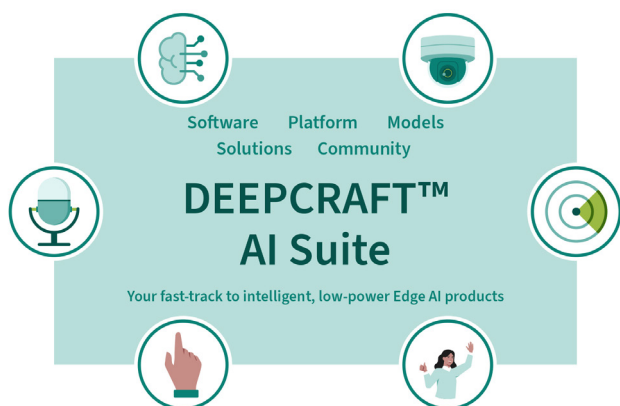 Software Platform Models
Solutions Community
DEEPCRAFT™
AI Suite
Your fast-track to intelligent, low-power Edge AI products